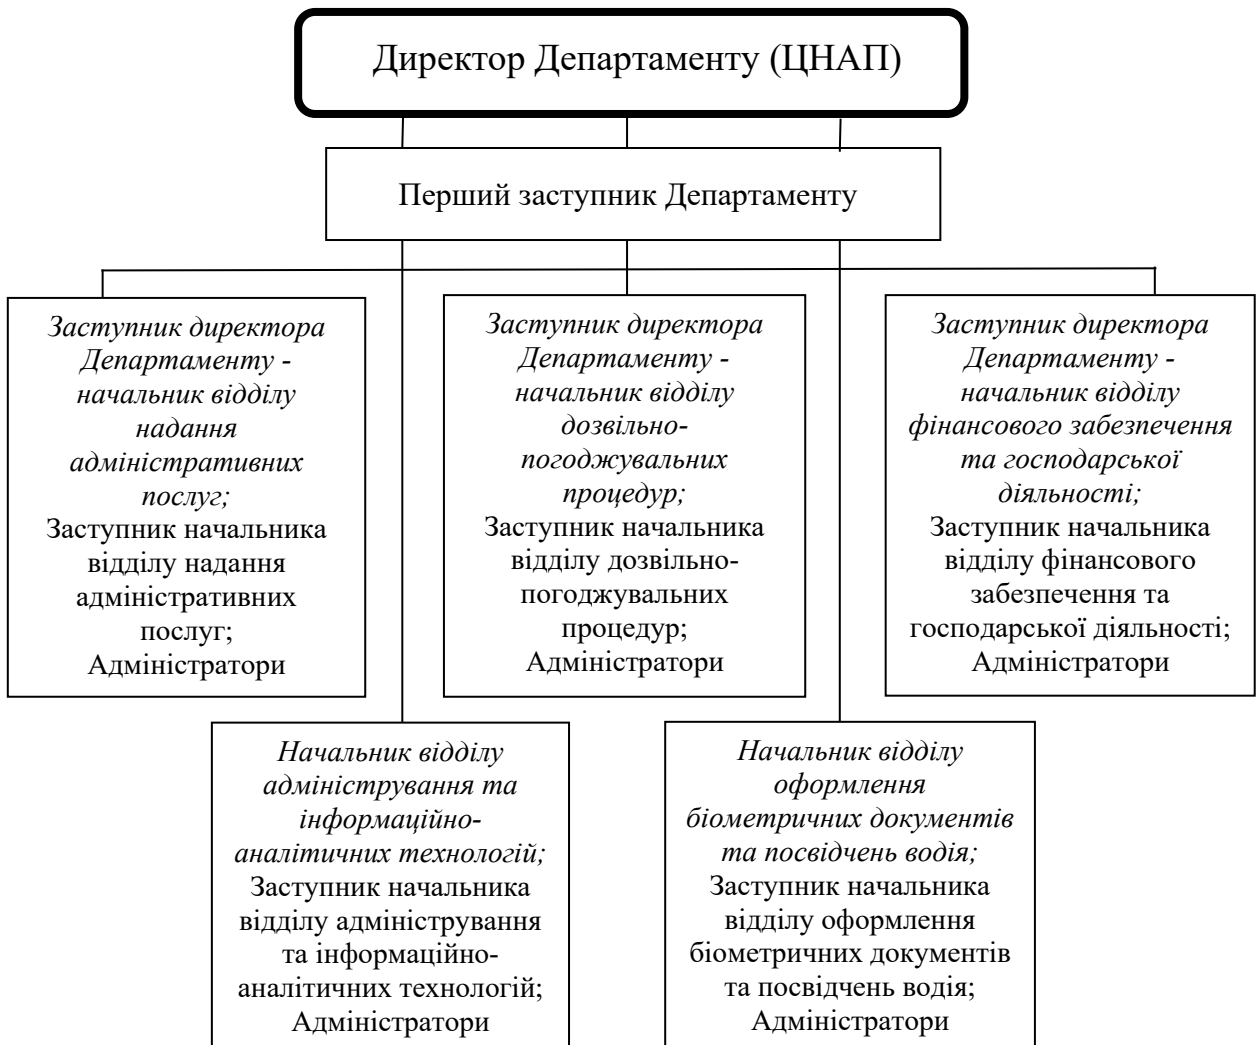 Директор Департаменту (ЦНАП)
Перший заступник Департаменту
Заступник директора
Департаменту -
начальник відділу
надання
адміністративних
послуг;
Заступник начальника
відділу надання
адміністративних
послуг;
Адміністратори
Заступник директора
Департаменту -
начальник відділу
дозвільно-
погоджувальних
процедур;
Заступник начальника
відділу дозвільно-
погоджувальних
процедур;
Адміністратори
Заступник директора
Департаменту -
начальник відділу
фінансового забезпечення
та господарської
діяльності;
Заступник начальника
відділу фінансового
забезпечення та
господарської діяльності;
Адміністратори
Начальник відділу
адміністрування та
інформаційно-
аналітичних технологій;
Заступник начальника
відділу адміністрування
та інформаційно-
аналітичних технологій;
Адміністратори
Начальник відділу
оформлення
біометричних документів
та посвідчень водія;
Заступник начальника
відділу оформлення
біометричних документів
та посвідчень водія;
Адміністратори